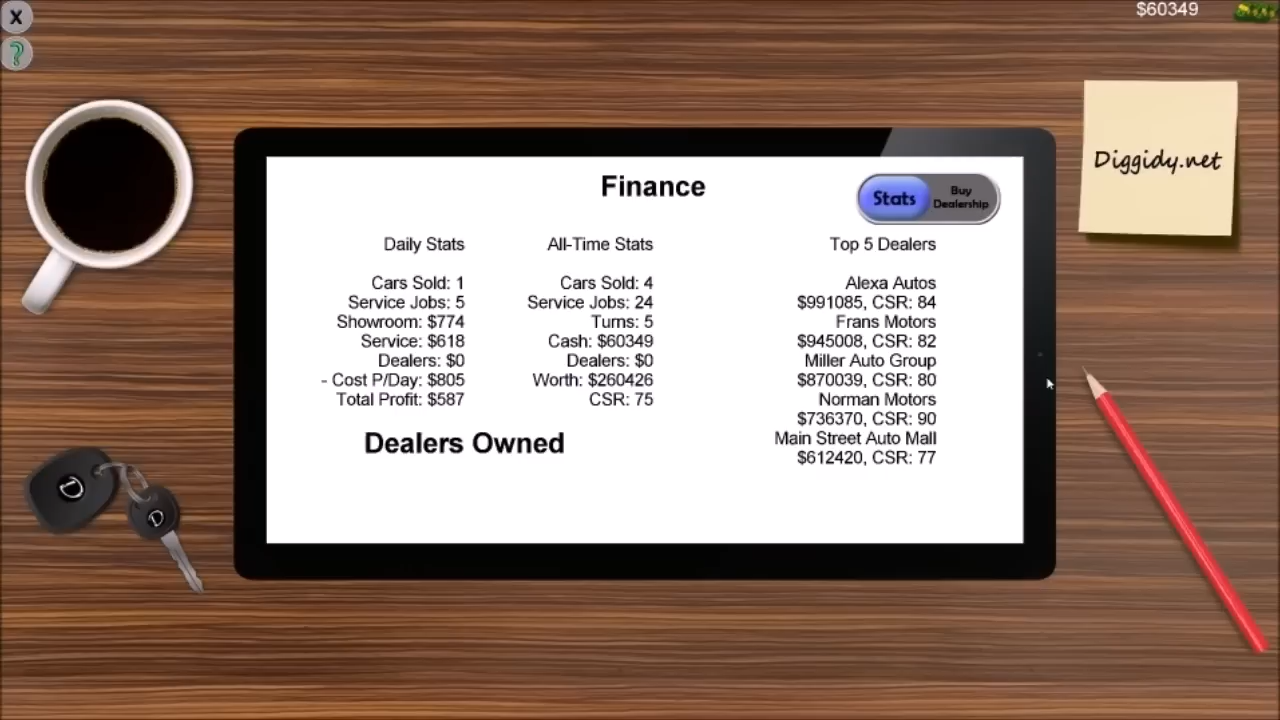 X
$60349
?
Diggidy.net
Finance
Stats
Buy
Dealership
Daily Stats
Cars Sold: 1
Service Jobs: 5
Showroom: $774
Service: $618
Dealers: $0
- Cost P/Day: $805
Total Profit: $587
All-Time Stats
Cars Sold: 4
Service Jobs: 24
Turns: 5
Cash: $60349
Dealers: $0
Worth: $260426
CSR: 75
Top 5 Dealers
Alexa Autos
$991085, CSR: 84
Frans Motors
$945008, CSR: 82
Miller Auto Group
$870039, CSR: 80
Norman Motors
$736370, CSR: 90
Main Street Auto Mall
$612420, CSR: 77
Dealers Owned
D
D